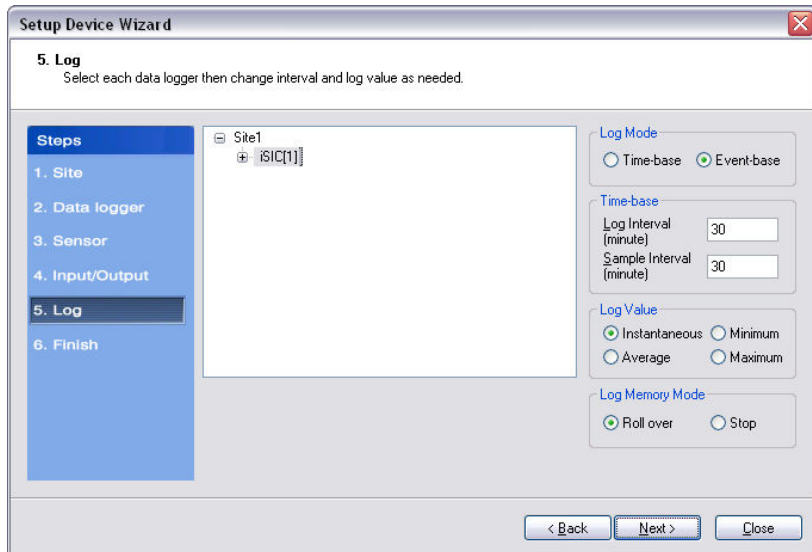 Setup Device Wizard
5. Log
Select each data logger then change interval and log value as needed.
Steps
1. Site
2. Data logger
3. Sensor
4. Input/Output
5. Log
6. Finish
Site1
iSIC[1]
Log Mode
Time-base Event-base
Time-base
Log Interval
(minute)
30
Sample Interval
(minute)
30
Log Value
Instantaneous Minimum
Average Maximum
Log Memory Mode
Roll over Stop
< Back Next > Close